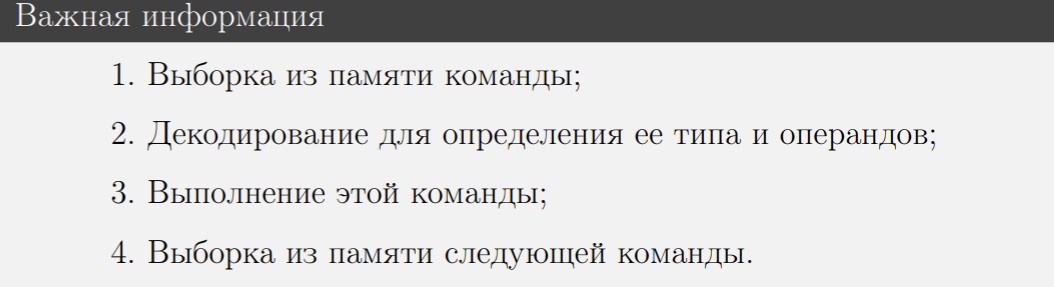 Важная информация
1. Выборка из памяти команды;
2. Декодирование для определения ее типа и операндов;
3. Выполнение этой команды;
4. Выборка из памяти следующей команды.